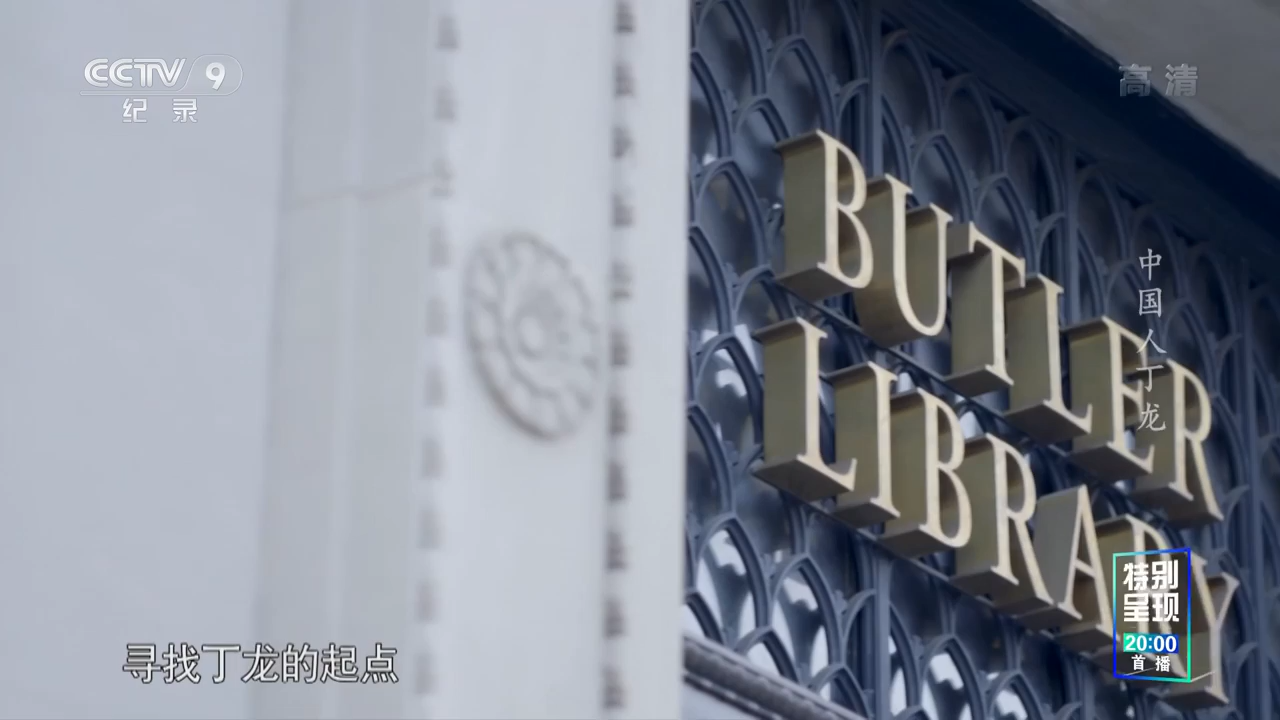 CCTV 9
纪录
高清
BUTLER
LIBRARY
中国人丁龙
特别
呈现
20:00
首播
寻找丁龙的起点